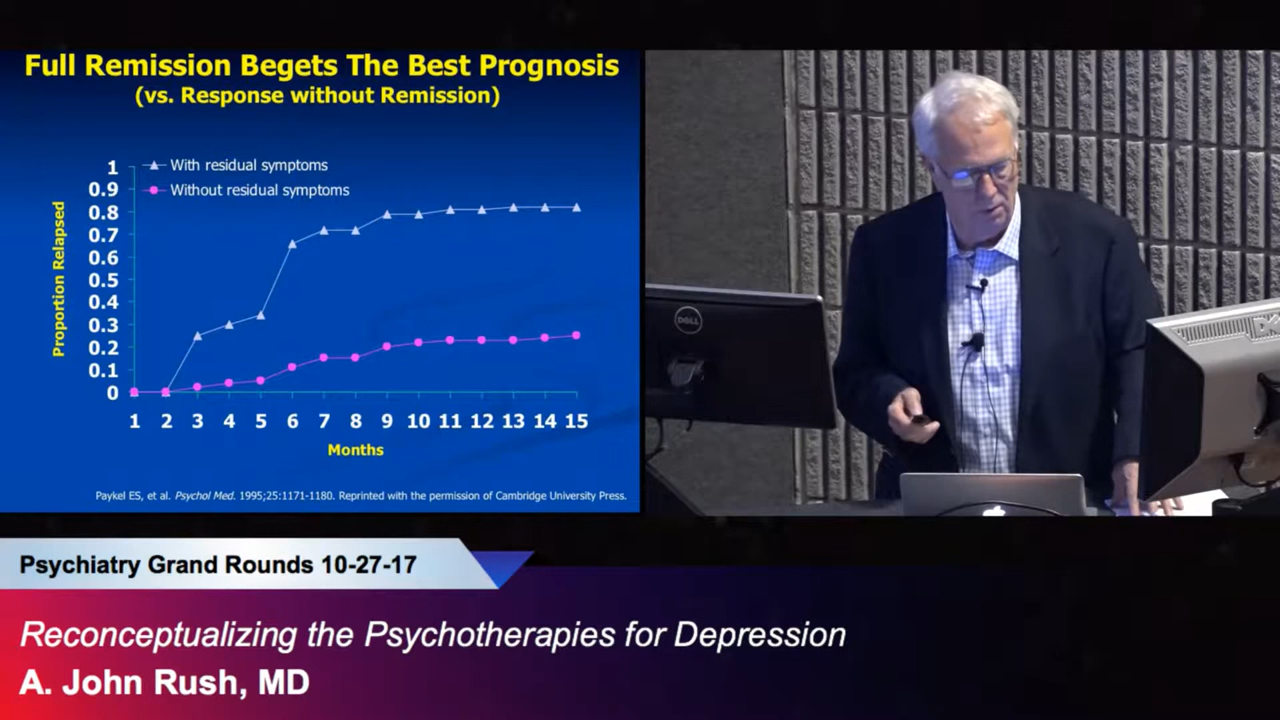 Full Remission Begets The Best Prognosis
(vs. Response without Remission)
With residual symptoms
Without residual symptoms
Proportion Relapsed
1
0.9
0.8
0.7
0.6
0.5
0.4
0.3
0.2
0.1
0
1 2 3 4 5 6 7 8 9 10 11 12 13 14 15
Months
Paykel ES, et al. Psychol Med. 1995;25:1171-1180. Reprinted with the permission of Cambridge University Press.
DELL
Psychiatry Grand Rounds 10-27-17
Reconceptualizing the Psychotherapies for Depression
A. John Rush, MD